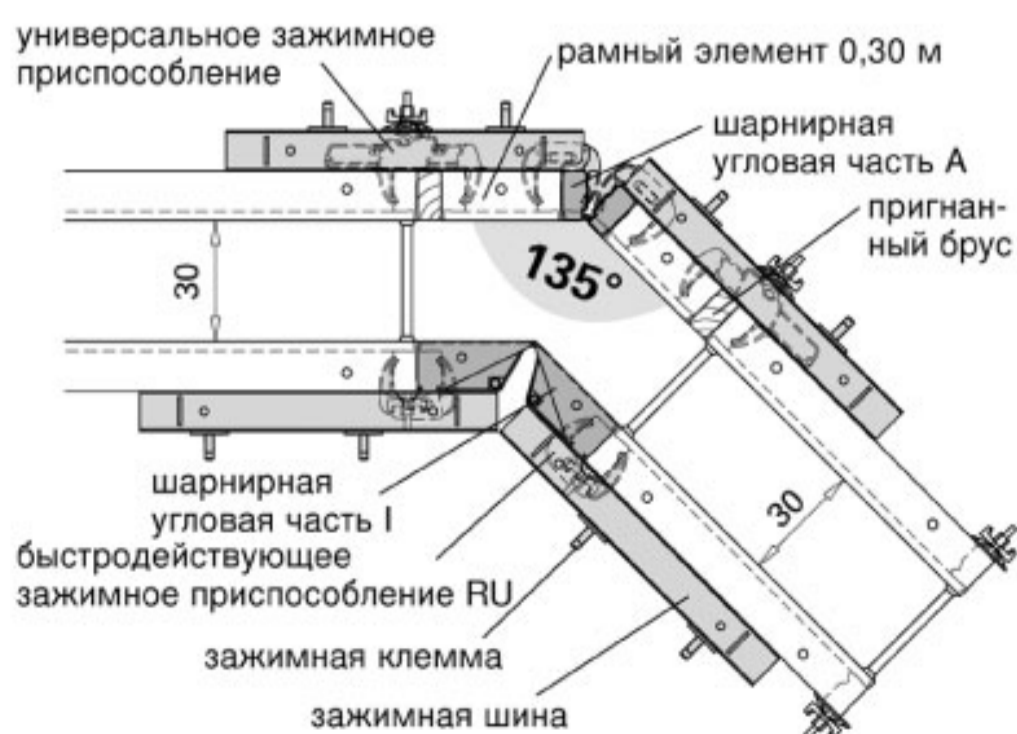 универсальное зажимное
приспособление
рамный элемент 0,30 м
шарнирная
угловая часть А
пригнан-
ный брус
135°
30
30
шарнирная
угловая часть I
быстродействующее
зажимное приспособление RU
зажимная клемма
зажимная шина